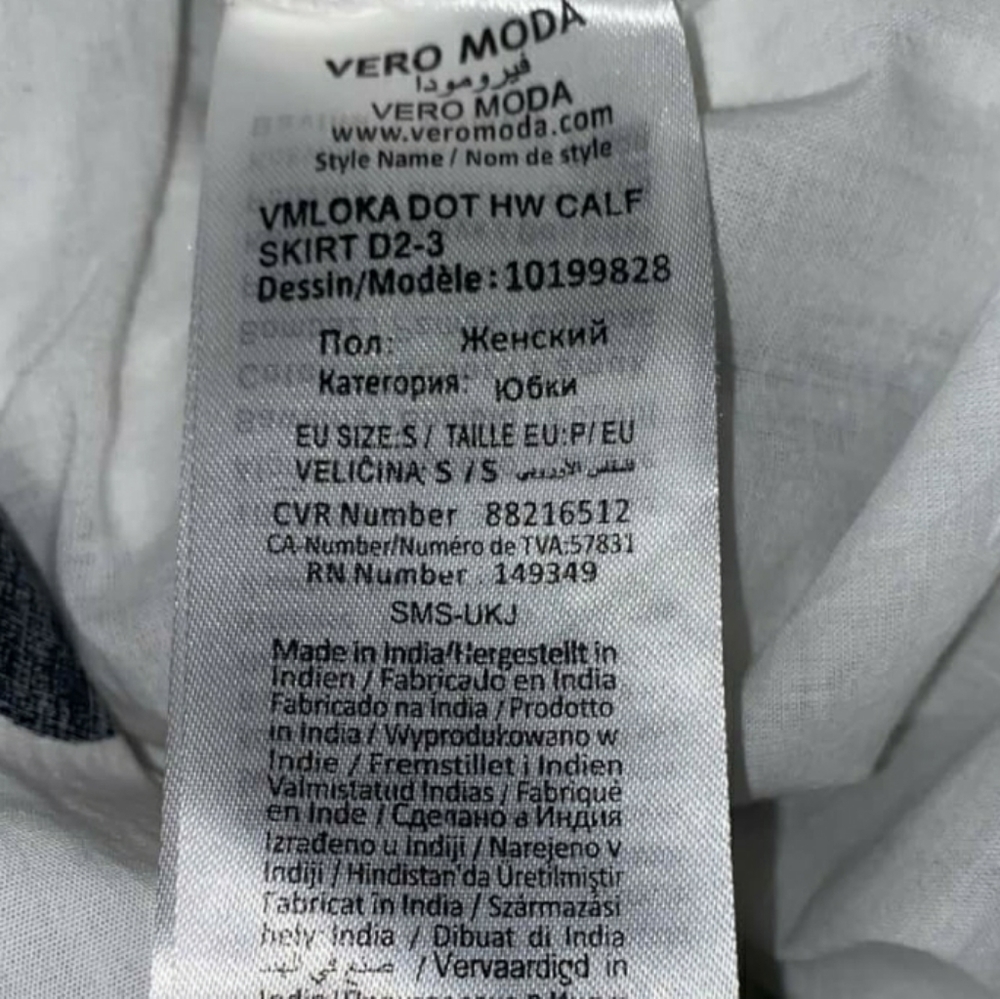 VERO MODA
فيرومودا
VERO MODA
www.veromoda.com
Style Name / Nom de style
VMLOKA DOT HW CALF
SKIRT D2-3
Dessin/Modèle : 10199828
Пол: Женский
Категория: Юбки
EU SIZE:S / TAILLE EU:P/ EU
VELIČINA: S / S
CVR Number 88216512
CA-Number/Numéro de TVA:57831
RN Number . 149349
SMS-UKJ
Made in India/Hergestellt in
Indien / Fabricado en India
Fabricado na India / Prodotto
in India / Wyprodukowano w
Indie / Fremstillet i Indien
Valmistatud Indias / Fabriqué
en Inde / Сделано в Индия
Izrađeno u Indiji / Narejeno v
Indiji / Hindistan'da Üretilmiştir
Fabricat in India / Származási
hely: India / Dibuat di India
صنع في الهند / Vervaardigd in